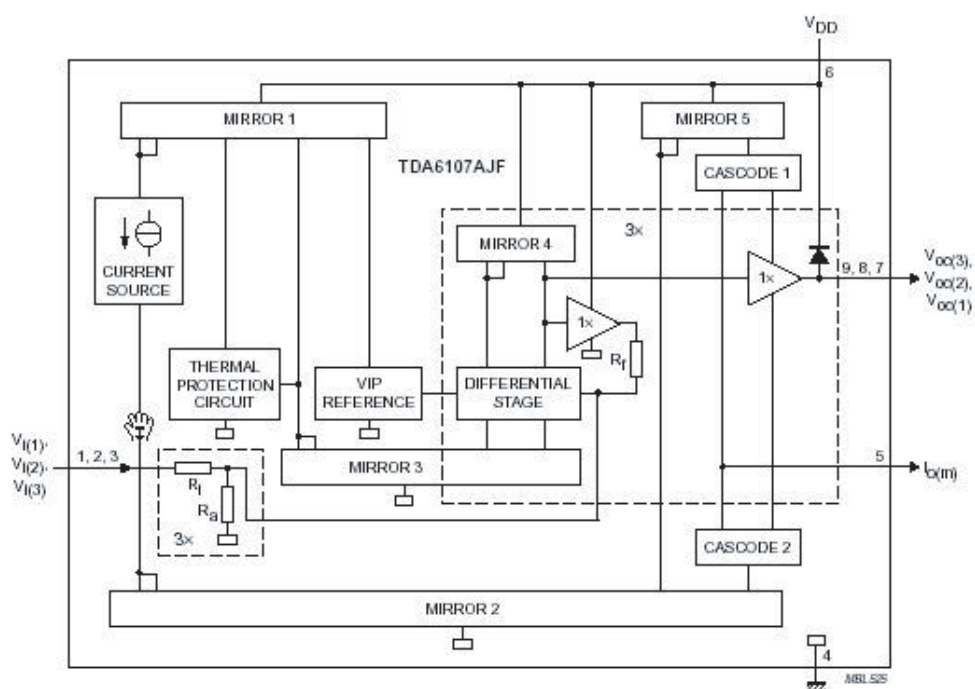 VDD
6
MIRROR 1
MIRROR 5
TDA6107AJF
CASCODE 1
3×
MIRROR 4
CURRENT
SOURCE
1×
9, 8, 7
Voc(3),
Voc(2),
Voc(1)
1×
Rf
THERMAL
PROTECTION
CIRCUIT
VIP
REFERENCE
DIFFERENTIAL
STAGE
VI(1),
VI(2),
VI(3)
1, 2, 3
MIRROR 3
5
Io(m)
Ri
Ra
3×
CASCODE 2
MIRROR 2
4
MBL525